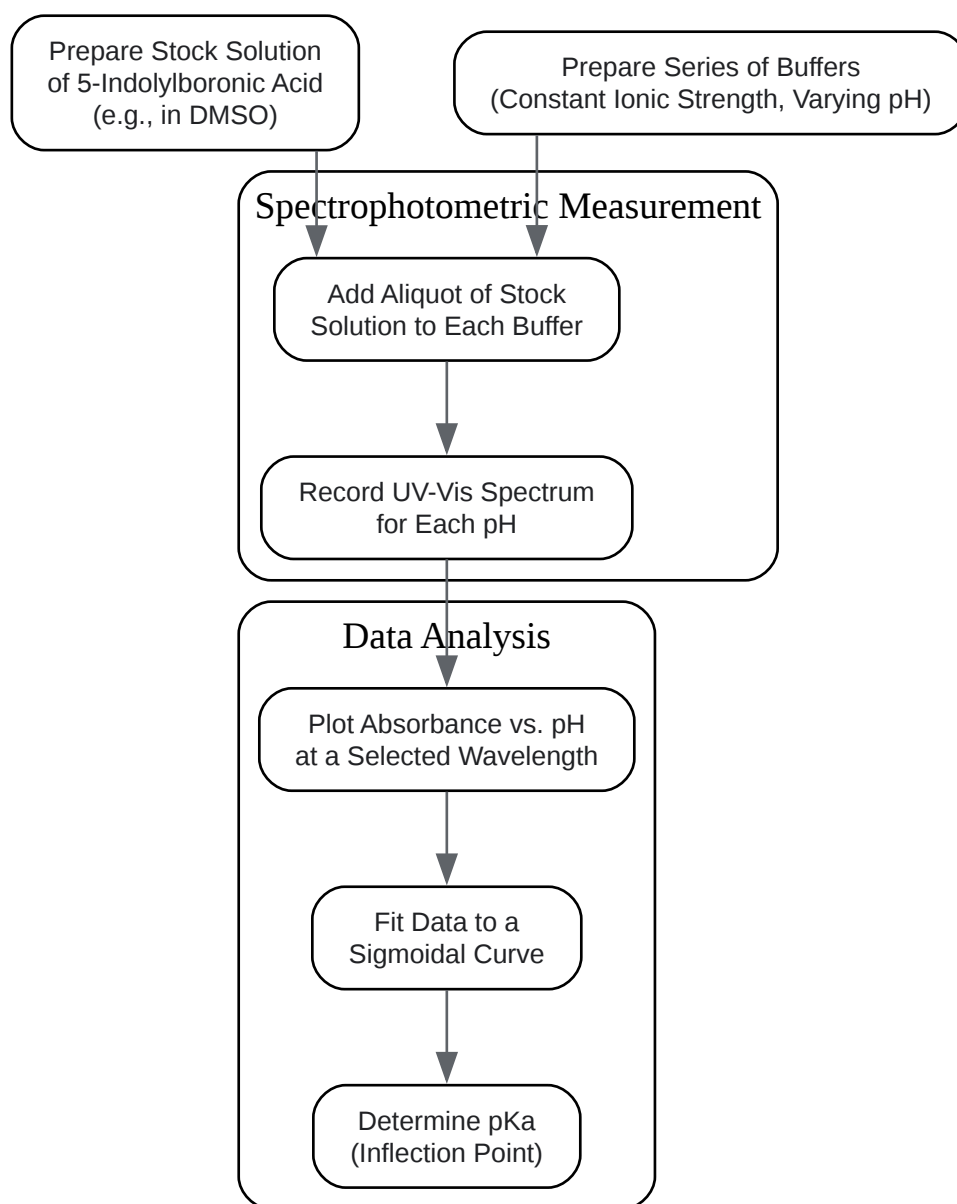 Prepare Stock Solution
of 5-Indolylboronic Acid
(e.g., in DMSO)
Prepare Series of Buffers
(Constant Ionic Strength, Varying pH)
Spectrophotometric Measurement
Add Aliquot of Stock
Solution to Each Buffer
Record UV-Vis Spectrum
for Each pH
Data Analysis
Plot Absorbance vs. pH
at a Selected Wavelength
Fit Data to a
Sigmoidal Curve
Determine pKa
(Inflection Point)